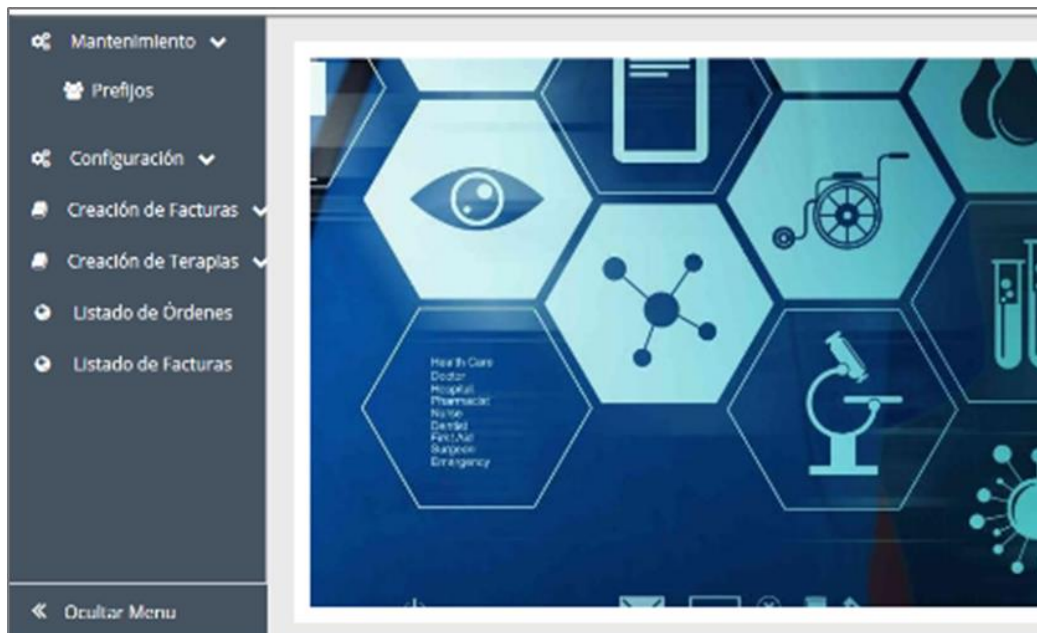 Mantenimiento
Prefijos
Configuración
Creación de Facturas
Creación de Terapias
Listado de Órdenes
Listado de Facturas
Ocultar Menu
Health Care
Doctor
Hospital
Pharmacist
Nurse
Dentist
First Aid
Surgeon
Emergency